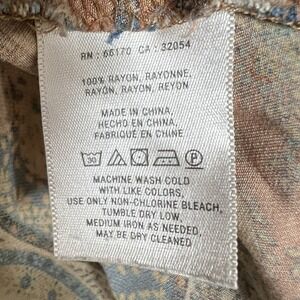 RN : 66170 CA : 32054
100% RAYON, RAYONNE,
RAYÓN, RAYON, REYON
MADE IN CHINA,
HECHO EN CHINA,
FABRIQUÉ EN CHINE
30 P
MACHINE WASH COLD
WITH LIKE COLORS,
USE ONLY NON-CHLORINE BLEACH,
TUMBLE DRY LOW,
MEDIUM IRON AS NEEDED,
MAY BE DRY CLEANED